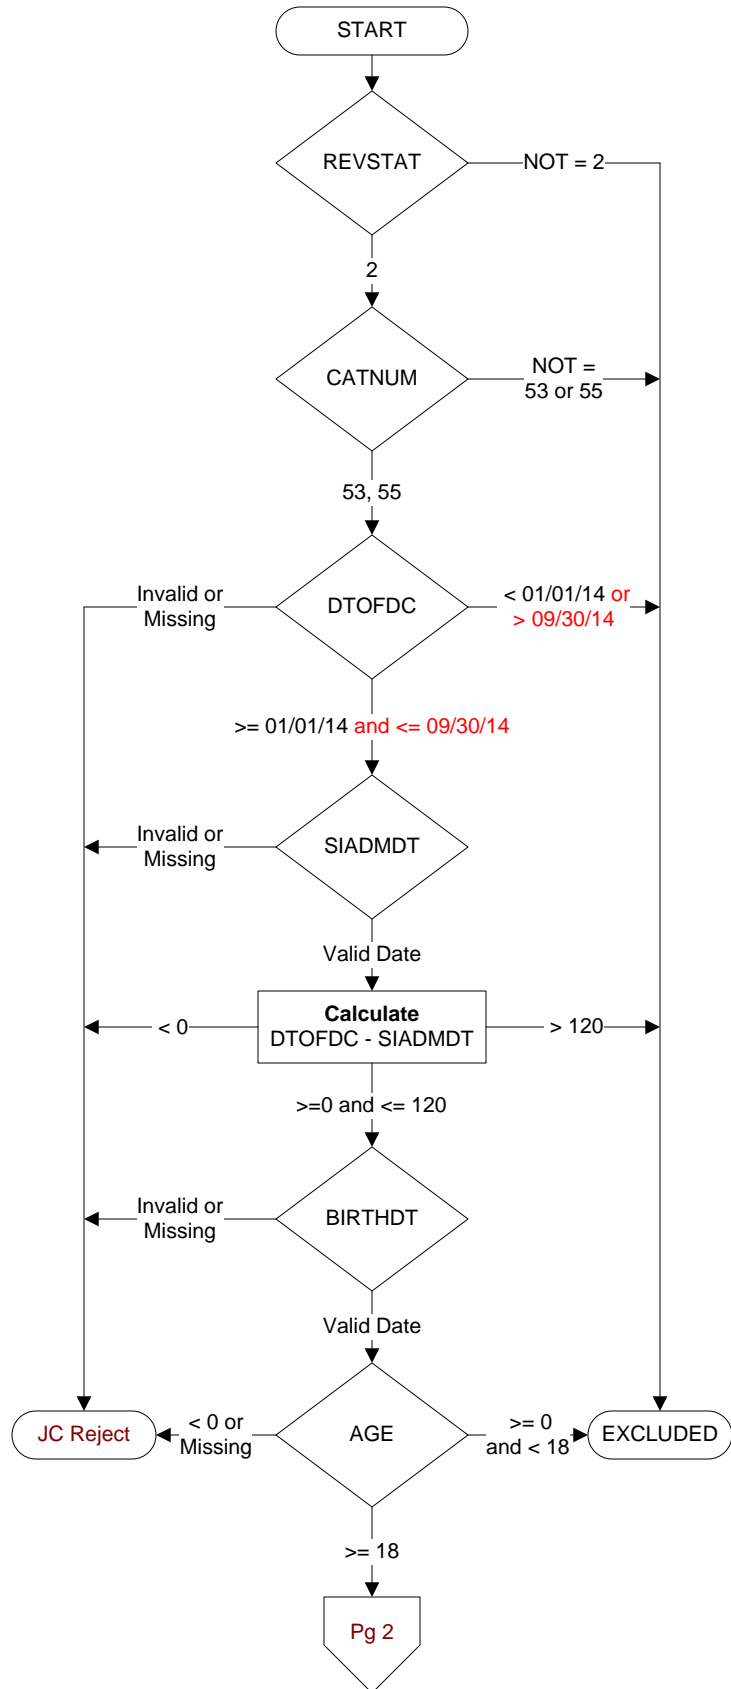 START
REVSTAT
NOT = 2
2
CATNUM
NOT =
53 or 55
53, 55
Invalid or
Missing
DTOFDC
< 01/01/14 or
> 09/30/14
>= 01/01/14 and <= 09/30/14
Invalid or
Missing
SIADMDT
Valid Date
< 0
Calculate
DTOFDC - SIADMDT
> 120
>=0 and <= 120
Invalid or
Missing
BIRTHDT
Valid Date
JC Reject
< 0 or
Missing
AGE
>= 0
and < 18
EXCLUDED
>= 18
Pg 2